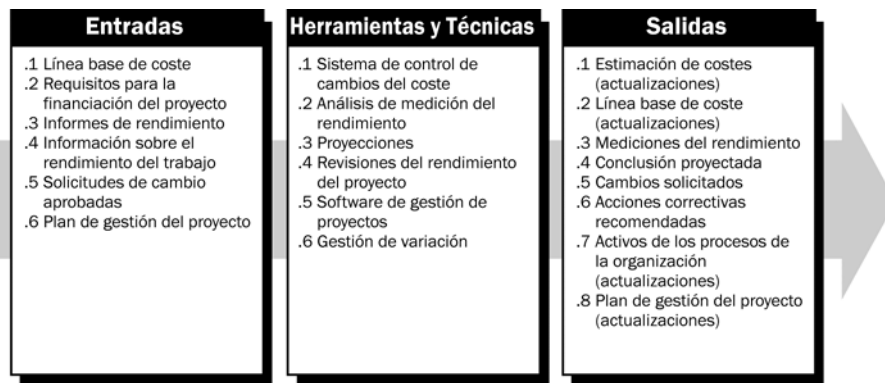 Entradas
.1 Línea base de coste
.2 Requisitos para la
financiación del proyecto
.3 Informes de rendimiento
.4 Información sobre el
rendimiento del trabajo
.5 Solicitudes de cambio
aprobadas
.6 Plan de gestión del proyecto
Herramientas y Técnicas
.1 Sistema de control de
cambios del coste
.2 Análisis de medición del
rendimiento
.3 Proyecciones
.4 Revisiones del rendimiento
del proyecto
.5 Software de gestión de
proyectos
.6 Gestión de variación
Salidas
.1 Estimación de costes
(actualizaciones)
.2 Línea base de coste
(actualizaciones)
.3 Mediciones del rendimiento
.4 Conclusión proyectada
.5 Cambios solicitados
.6 Acciones correctivas
recomendadas
.7 Activos de los procesos de
la organización
(actualizaciones)
.8 Plan de gestión del proyecto
(actualizaciones)